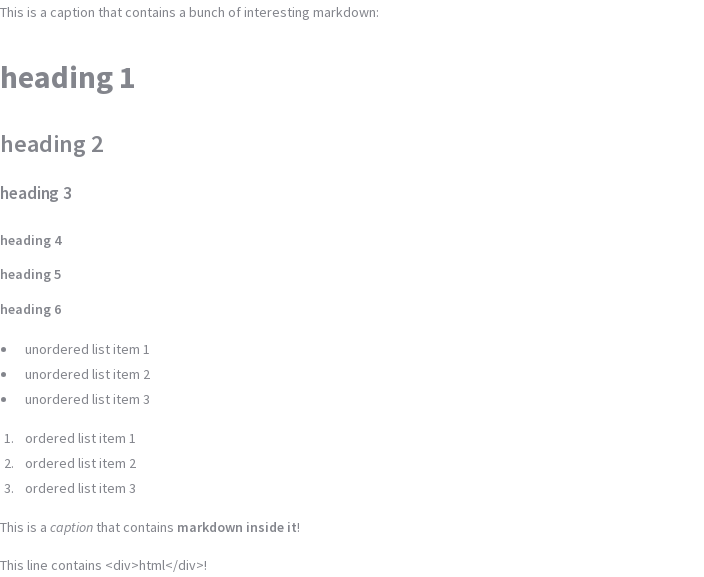 This is a caption that contains a bunch of interesting markdown:
heading 1
heading 2
heading 3
heading 4
heading 5
heading 6
• unordered list item 1
• unordered list item 2
• unordered list item 3
1. ordered list item 1
2. ordered list item 2
3. ordered list item 3
This is a caption that contains markdown inside it!
This line contains <div>html</div>!